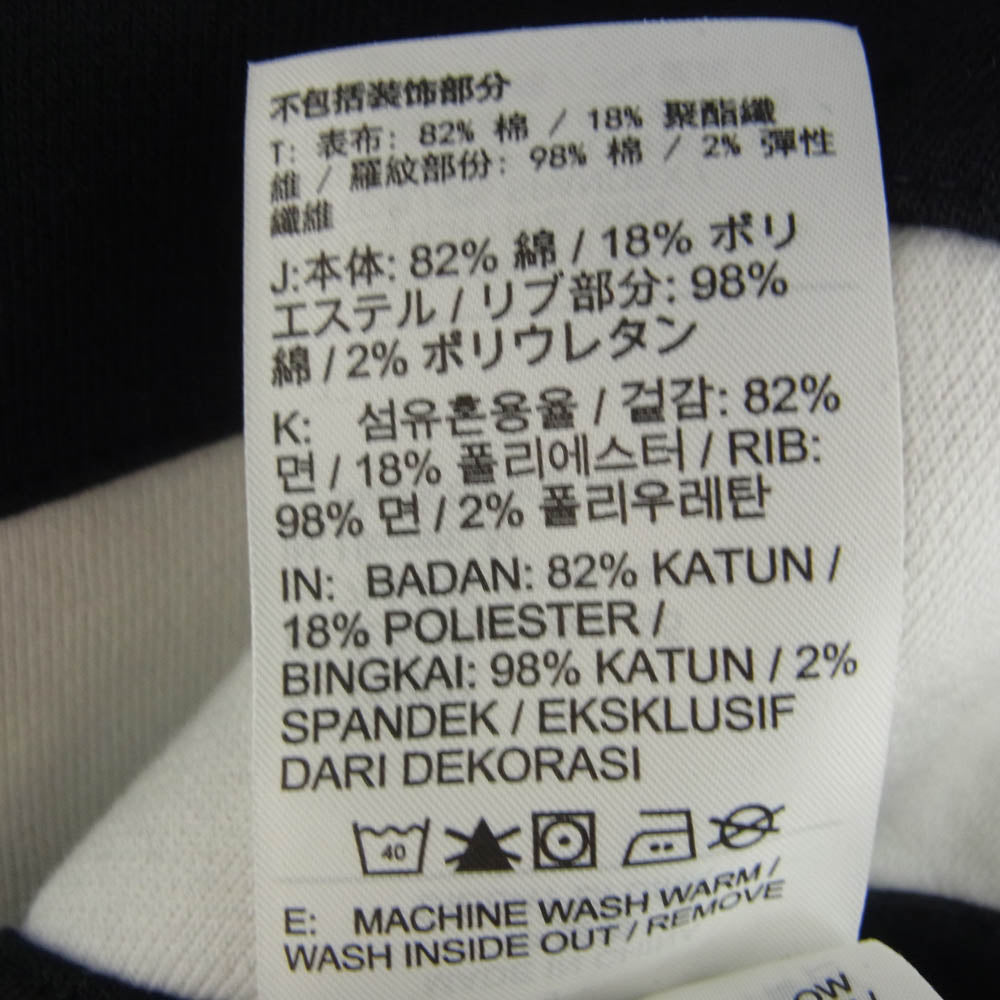 不包括装饰部分
T: 表布: 82% 棉 / 18% 聚酯纖
維 / 羅紋部份: 98% 棉 / 2% 彈性
纖維
J:本体: 82% 綿 / 18% ポリ
エステル / リブ部分: 98%
綿 / 2% ポリウレタン
K: 섬유혼용율 / 겉감: 82%
면 / 18% 폴리에스터 / RIB:
98% 면 / 2% 폴리우레탄
IN: BADAN: 82% KATUN /
18% POLIESTER /
BINGKAI: 98% KATUN / 2%
SPANDEK / EKSKLUSIF
DARI DEKORASI
40
E: MACHINE WASH WARM /
WASH INSIDE OUT / REMOVE